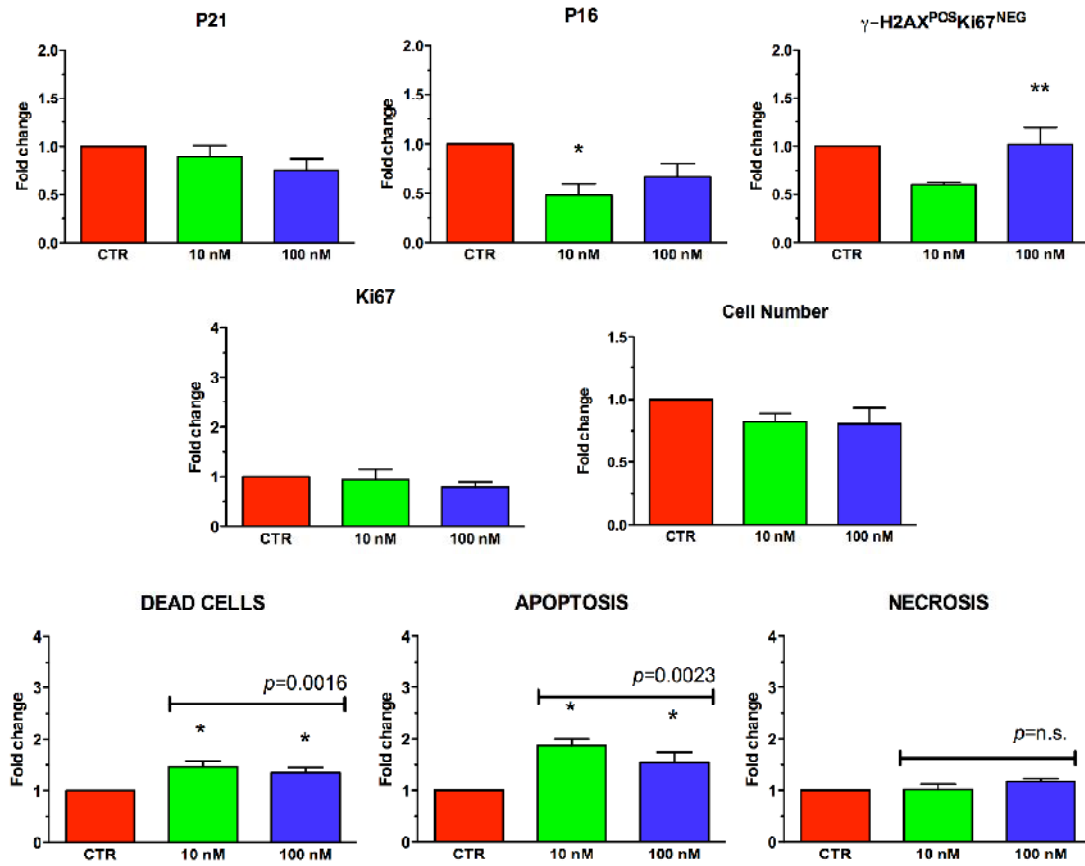 P21
Fold change
2.0
1.5
1.0
0.5
0.0
CTR 10 nM 100 nM
P16
Fold change
2.0
1.5
1.0
0.5
0.0
*
CTR 10 nM 100 nM
γ-H2AXPOSKi67NEG
Fold change
2.0
1.5
1.0
0.5
0.0
**
CTR 10 nM 100 nM
Ki67
Fold change
4
3
2
1
0
CTR 10 nM 100 nM
Cell Number
Fold change
1.5
1.0
0.5
0.0
CTR 10 nM 100 nM
DEAD CELLS
Fold change
4
3
2
1
0
p=0.0016
* *
CTR 10 nM 100 nM
APOPTOSIS
Fold change
4
3
2
1
0
p=0.0023
* *
CTR 10 nM 100 nM
NECROSIS
Fold change
4
3
2
1
0
p=n.s.
CTR 10 nM 100 nM